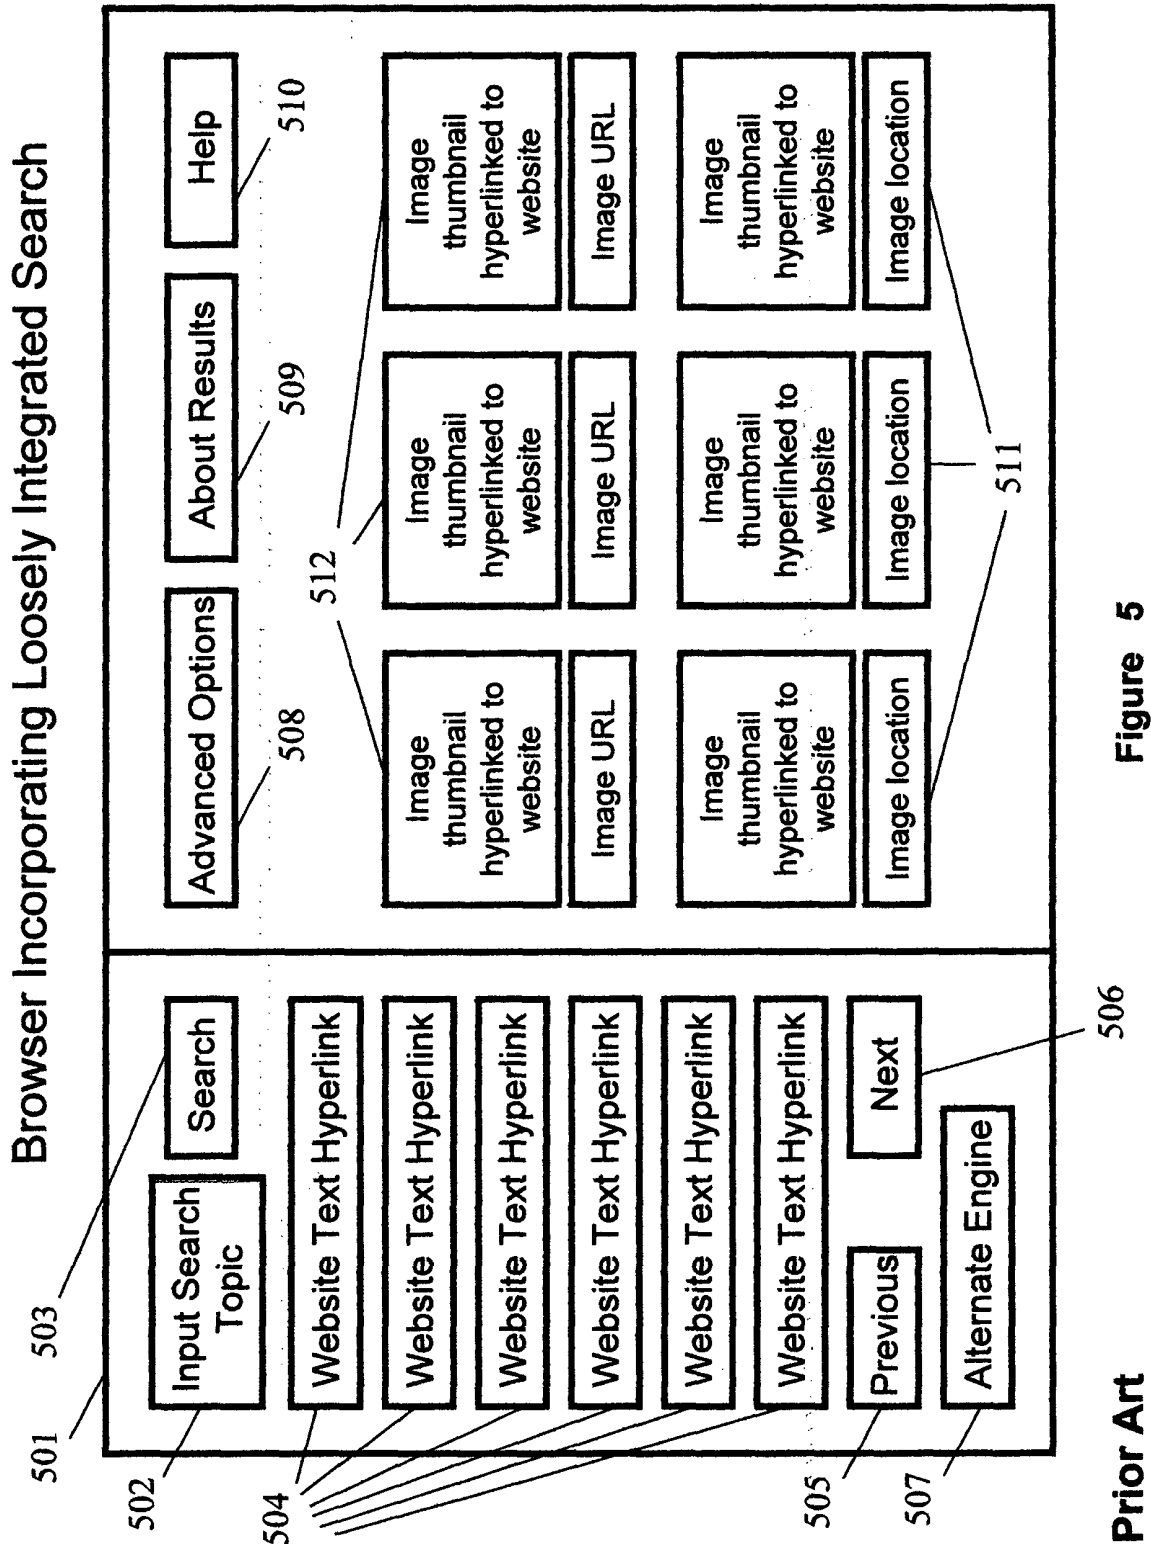 Browser Incorporating Loosely Integrated Search
501
503
502
Input Search
Topic
Search
504
Website Text Hyperlink
Website Text Hyperlink
Website Text Hyperlink
Website Text Hyperlink
Website Text Hyperlink
Website Text Hyperlink
505
Previous
Next
506
507
Alternate Engine
Advanced Options
About Results
Help
508
509
510
512
Image
thumbnail
hyperlinked to
website
Image
thumbnail
hyperlinked to
website
Image
thumbnail
hyperlinked to
website
Image URL
Image URL
Image URL
Image
thumbnail
hyperlinked to
website
Image
thumbnail
hyperlinked to
website
Image
thumbnail
hyperlinked to
website
Image location
Image location
Image location
511
Prior Art
Figure 5